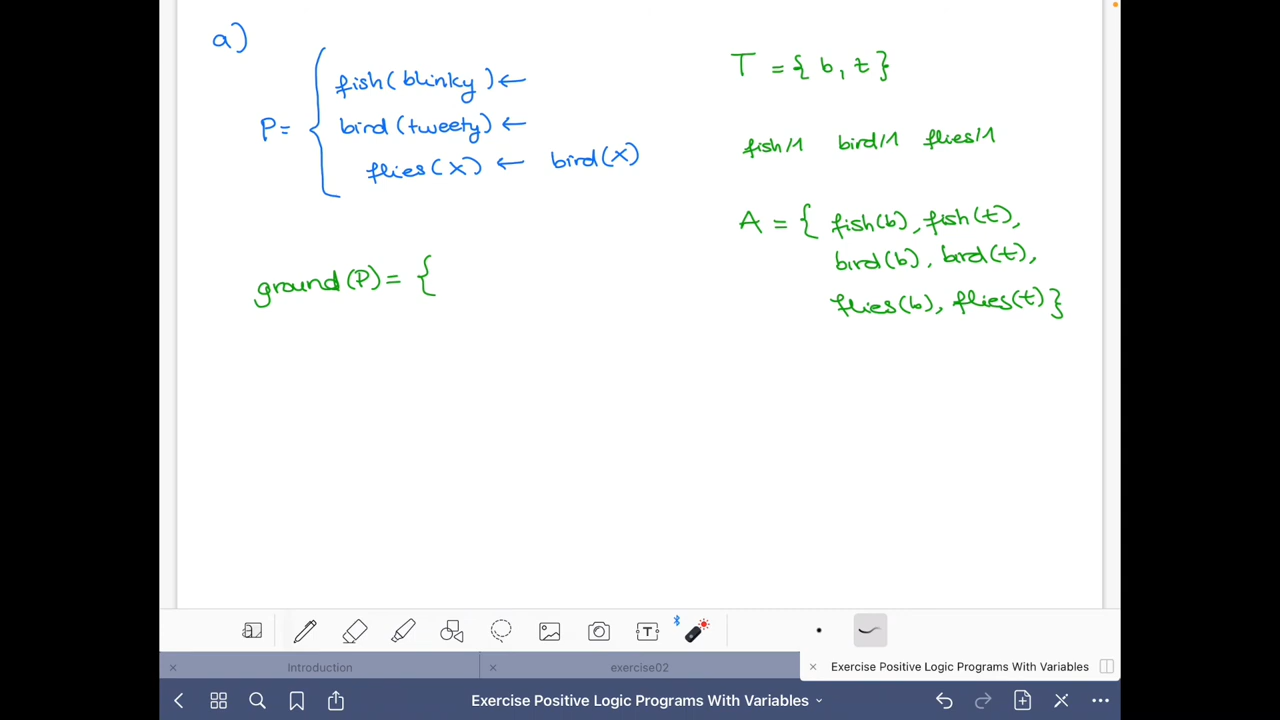 a)
P = { fish(blinky) ←
bird(tweety) ←
flies(X) ← bird(X)
T = { b, t }
fish/1 bird/1 flies/1
A = { fish(b), fish(t),
bird(b), bird(t),
flies(b), flies(t) }
ground(P) = {
T
Introduction
exercise02
Exercise Positive Logic Programs With Variables
Exercise Positive Logic Programs With Variables